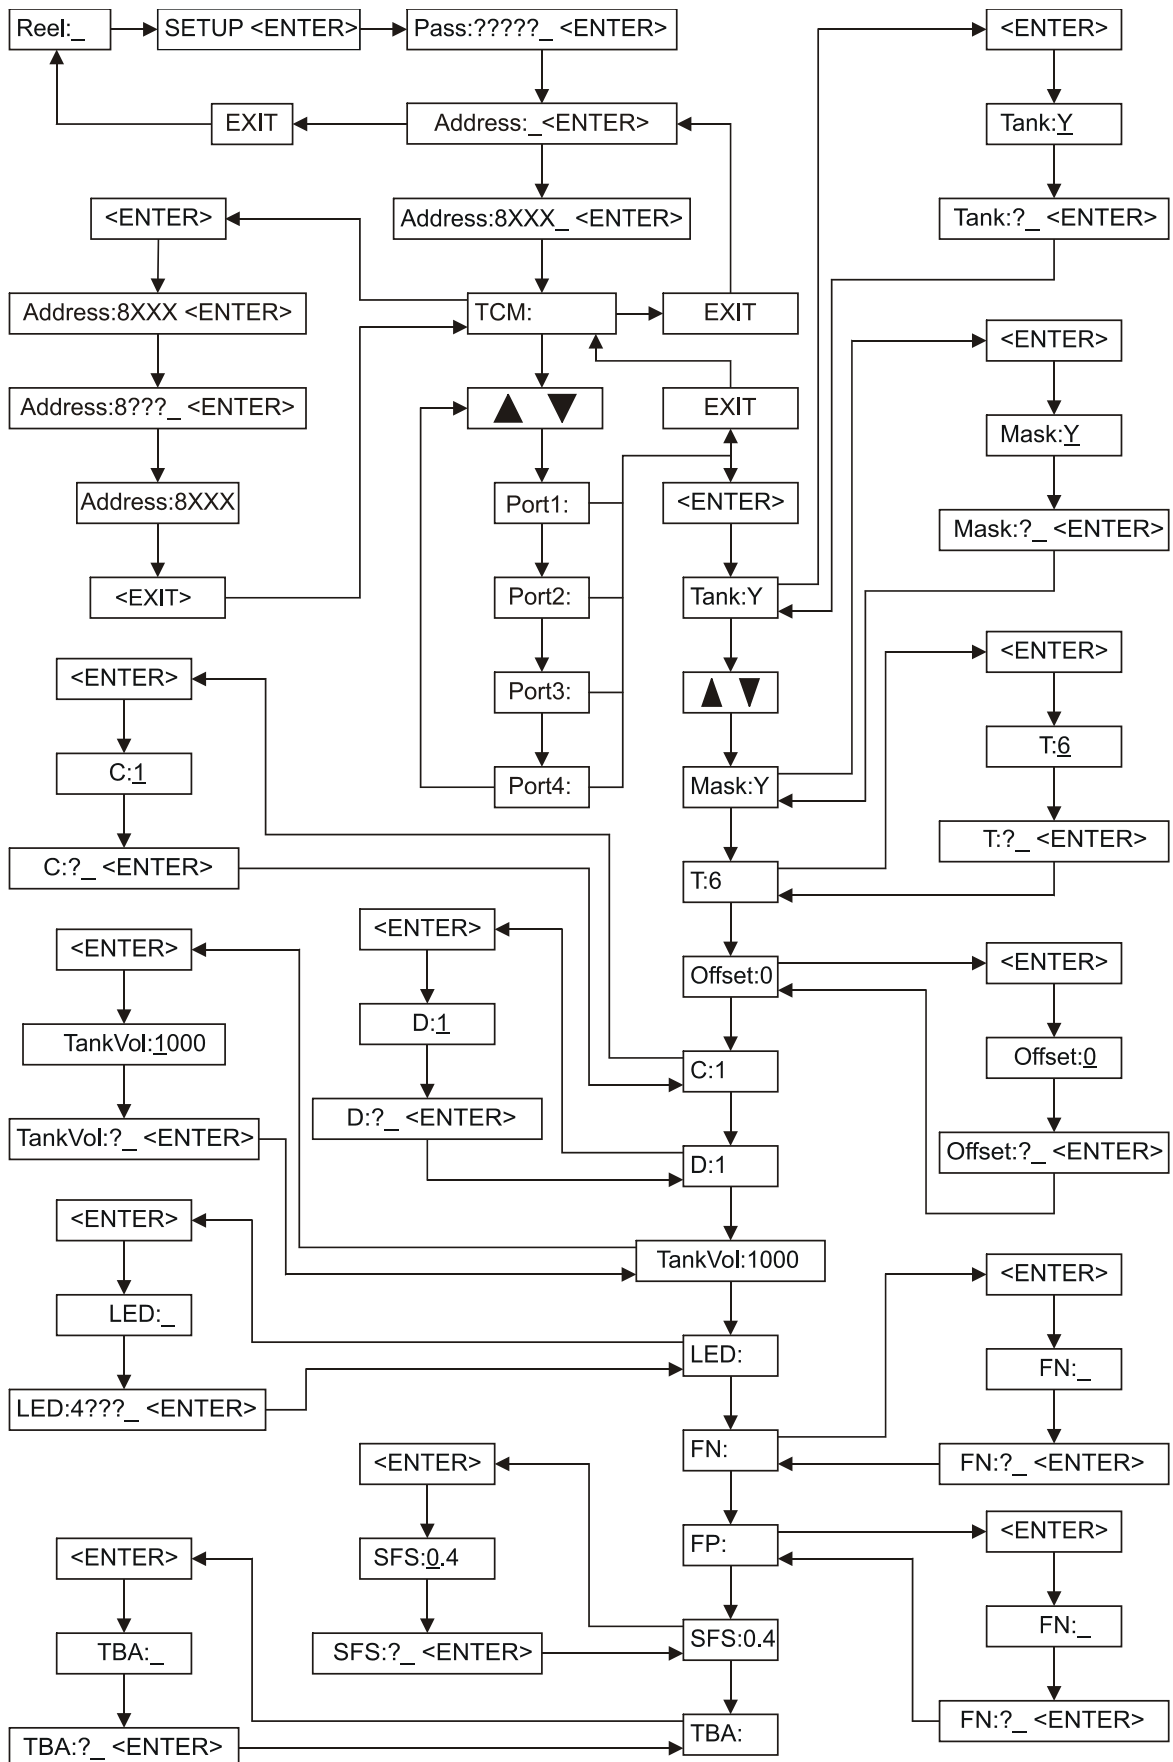 Reel:_
SETUP <ENTER>
Pass:?????_ <ENTER>
<ENTER>
EXIT
Address:_<ENTER>
Tank:Y
<ENTER>
Address:8XXX_ <ENTER>
Tank:?_ <ENTER>
Address:8XXX <ENTER>
TCM:
EXIT
<ENTER>
Address:8???_ <ENTER>
▲ ▼
EXIT
Mask:Y
Address:8XXX
Port1:
<ENTER>
Mask:?_ <ENTER>
<EXIT>
Port2:
Tank:Y
<ENTER>
<ENTER>
Port3:
▲ ▼
T:6
C:1
Port4:
Mask:Y
T:?_ <ENTER>
C:?_ <ENTER>
T:6
<ENTER>
<ENTER>
Offset:0
<ENTER>
TankVol:1000
D:1
Offset:0
C:1
TankVol:?_ <ENTER>
D:?_ <ENTER>
Offset:?_ <ENTER>
D:1
<ENTER>
TankVol:1000
<ENTER>
LED:_
LED:
FN:_
LED:4???_ <ENTER>
<ENTER>
FN:
FN:?_ <ENTER>
<ENTER>
SFS:0.4
FP:
<ENTER>
TBA:_
SFS:?_ <ENTER>
SFS:0.4
FN:_
TBA:?_ <ENTER>
TBA:
FN:?_ <ENTER>